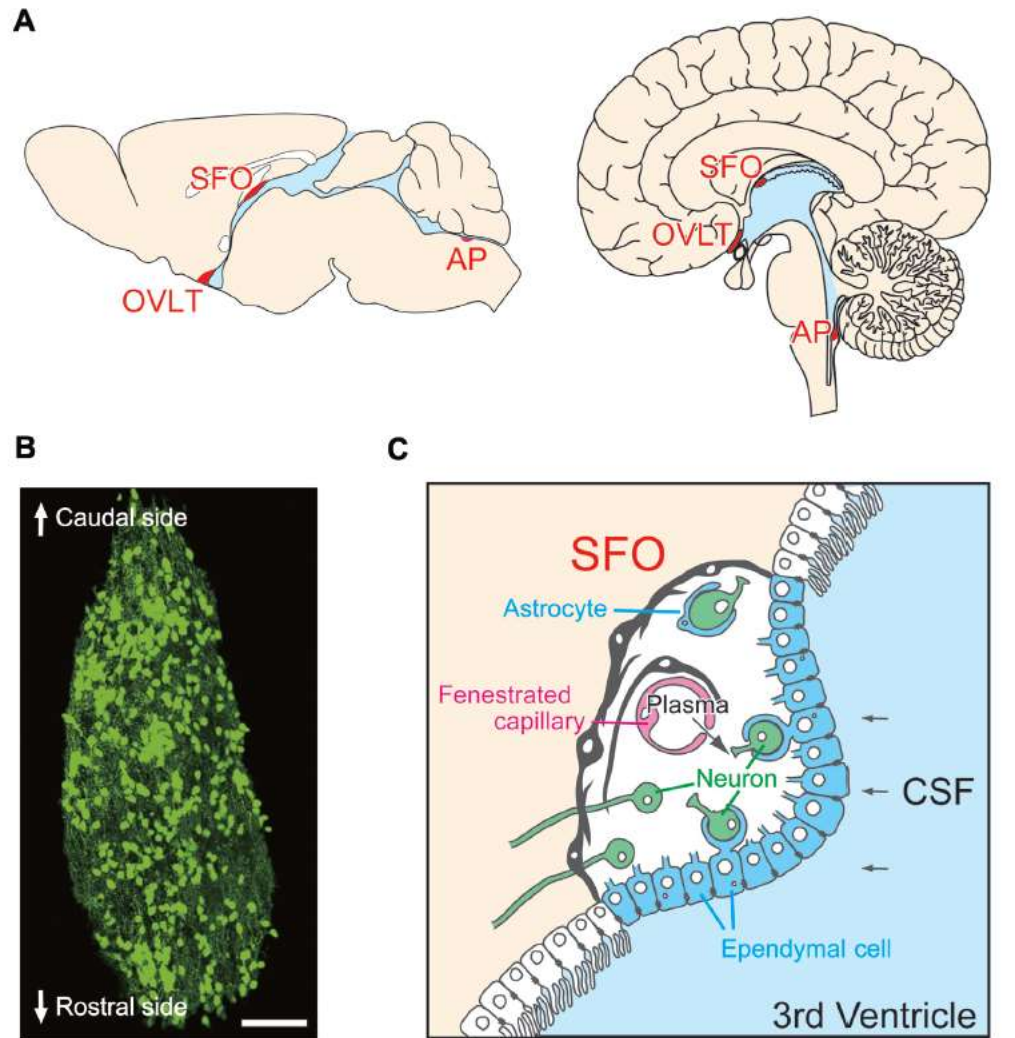 A
SFO
OVLT
AP
SFO
OVLT
AP
B
Caudal side
Rostral side
C
SFO
Astrocyte
Fenestrated
capillary
Plasma
Neuron
CSF
Ependymal cell
3rd Ventricle